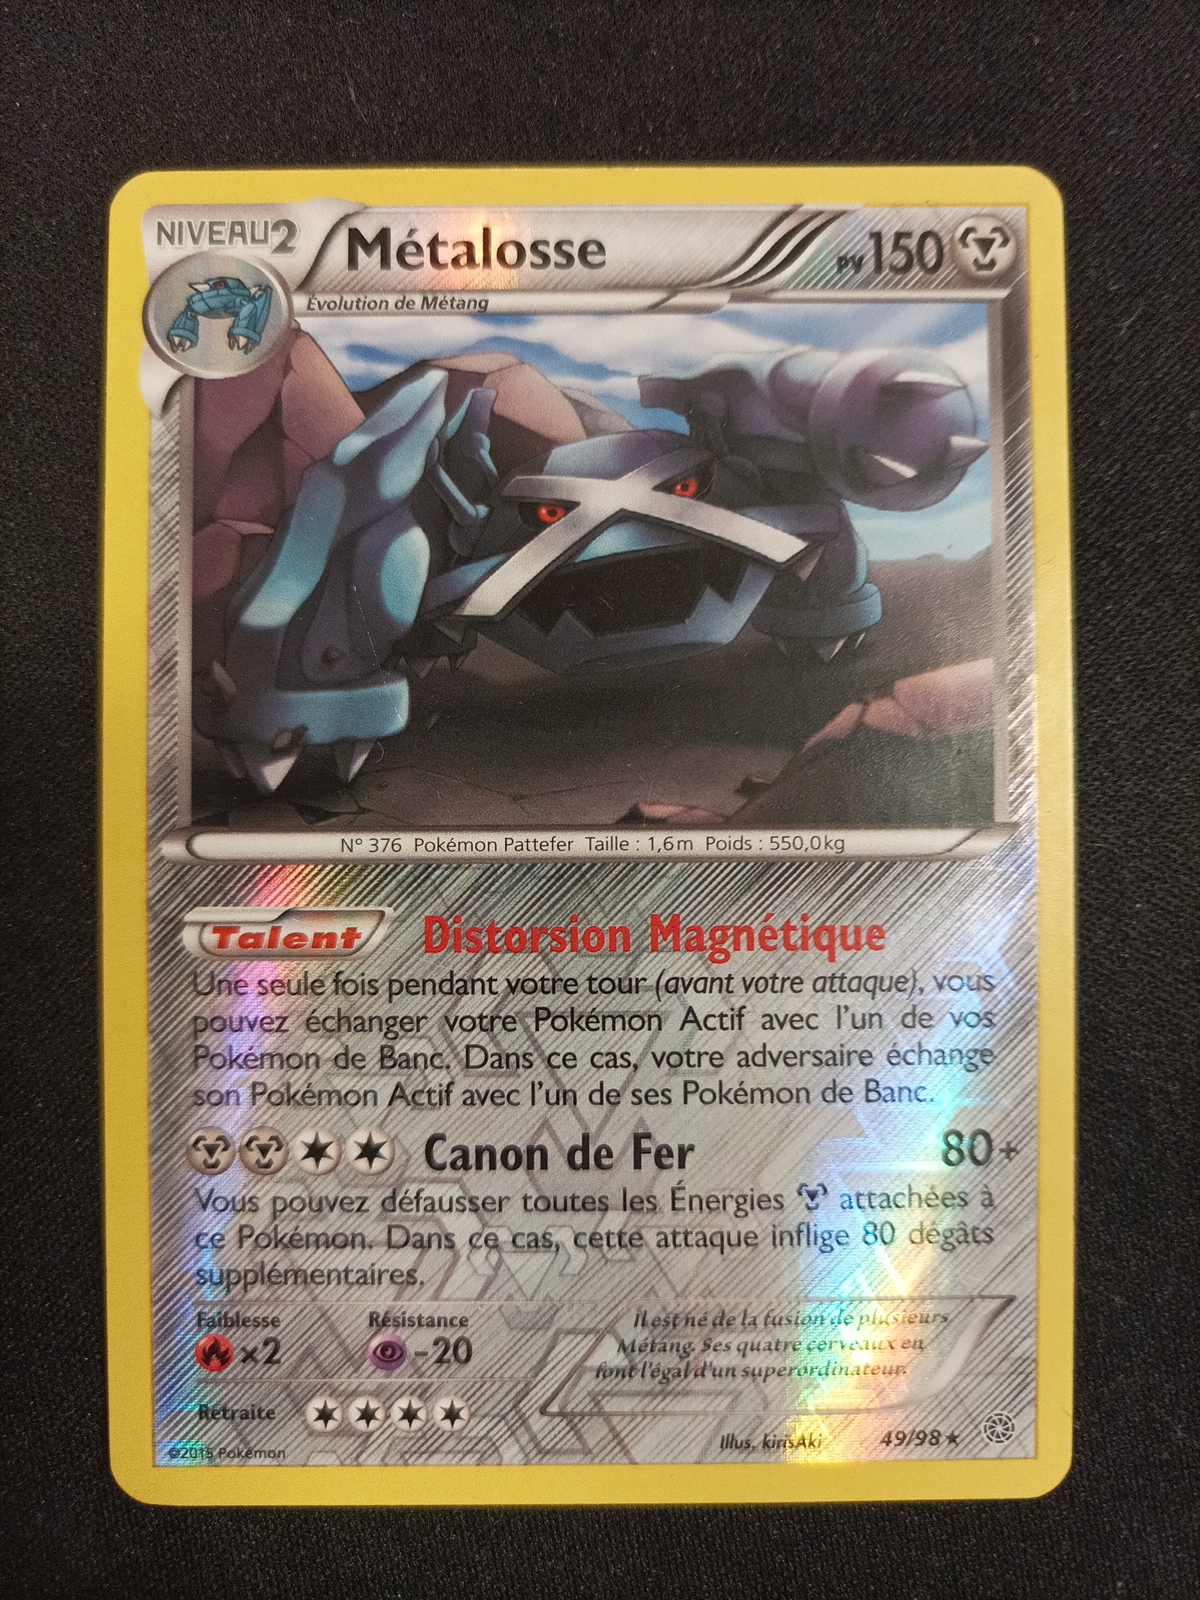 NIVEAU2
Métalosse
PV150
Évolution de Métang
N° 376 Pokémon Pattefer Taille : 1,6m Poids : 550,0kg
Talent
Distorsion Magnétique
Une seule fois pendant votre tour (avant votre attaque), vous
pouvez échanger votre Pokémon Actif avec l'un de vos
Pokémon de Banc. Dans ce cas, votre adversaire échange
son Pokémon Actif avec l'un de ses Pokémon de Banc.
Canon de Fer 80+
Vous pouvez défausser toutes les Énergies attachées à
ce Pokémon. Dans ce cas, cette attaque inflige 80 dégâts
supplémentaires.
Faiblesse Résistance
×2 -20
Il est né de la fusion de plusieurs
Métang. Ses quatre cerveaux en
font l'égal d'un superordinateur.
Retraite
©2015 Pokémon
Illus. kirisAki 49/98 ★